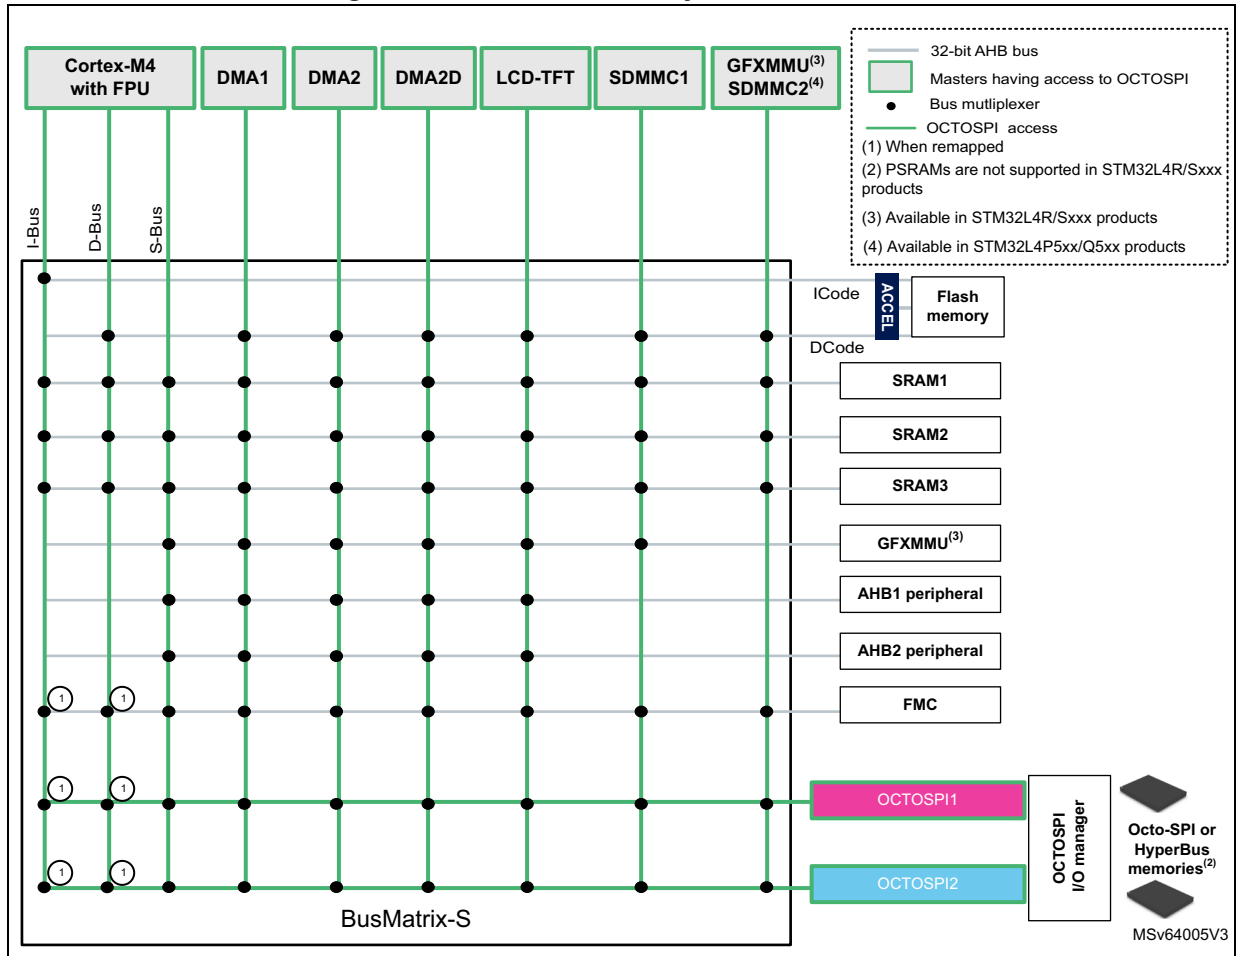 Cortex-M4
with FPU
DMA1
DMA2
DMA2D
LCD-TFT
SDMMC1
GFXMMU(3)
SDMMC2(4)
32-bit AHB bus
Masters having access to OCTOSPI
Bus mutliplexer
OCTOSPI access
(1) When remapped
(2) PSRAMs are not supported in STM32L4R/Sxxx
products
(3) Available in STM32L4R/Sxxx products
(4) Available in STM32L4P5xx/Q5xx products
I-Bus
D-Bus
S-Bus
ICode
DCode
ACCEL
Flash
memory
SRAM1
SRAM2
SRAM3
GFXMMU(3)
AHB1 peripheral
AHB2 peripheral
1
1
FMC
1
1
OCTOSPI1
1
1
OCTOSPI2
OCTOSPI
I/O manager
Octo-SPI or
HyperBus
memories(2)
BusMatrix-S
MSv64005V3